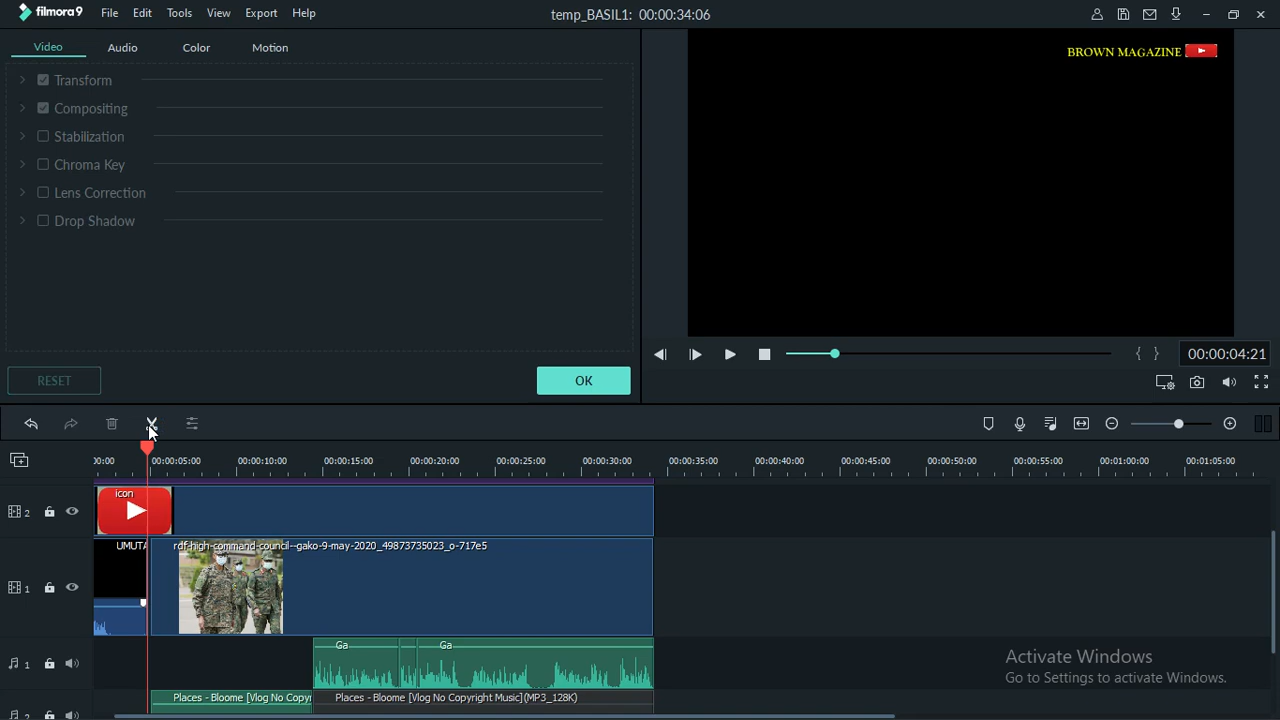 filmora9 File Edit Tools View Export Help temp_BASIL1: 00:00:34:06
Video Audio Color Motion
Transform
Compositing
Stabilization
Chroma Key
Lens Correction
Drop Shadow
RESET OK
BROWN MAGAZINE
{ } 00:00:04:21
00:00 00:00:05:00 00:00:10:00 00:00:15:00 00:00:20:00 00:00:25:00 00:00:30:00 00:00:35:00 00:00:40:00 00:00:45:00 00:00:50:00 00:00:55:00 00:01:00:00 00:01:05:00
2 icon
UMUTA rdf-high-command-council--gako-9-may-2020_49873735023_o-717e5
1
1 Ga Ga
Activate Windows
Go to Settings to activate Windows.
2 Places - Bloome [Vlog No Copyri Places - Bloome [Vlog No Copyright Music](MP3_128K)